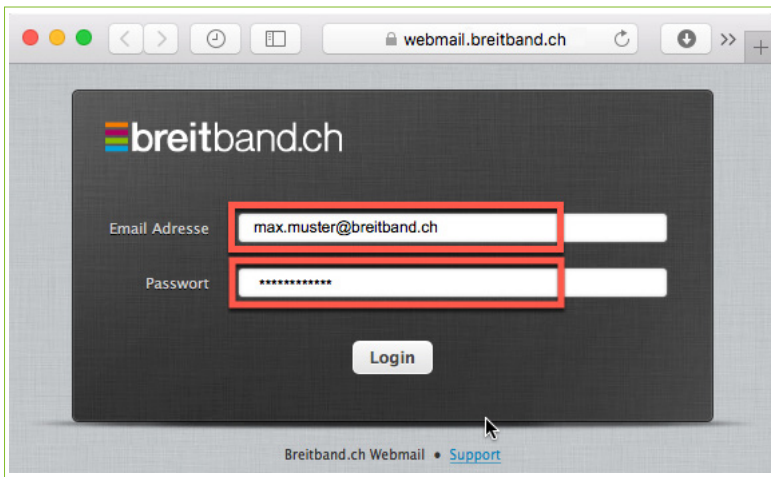 webmail.breitband.ch
breitband.ch
Email Adresse max.muster@breitband.ch
Passwort ************
Login
Breitband.ch Webmail • Support